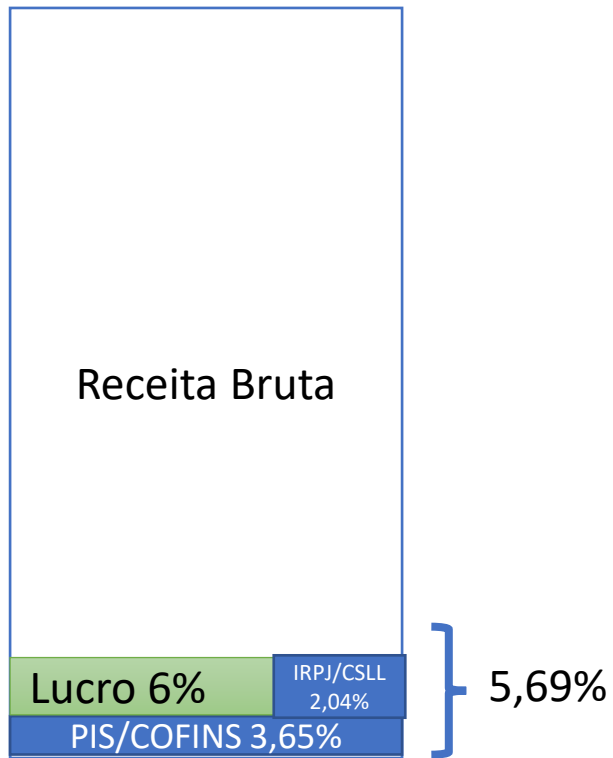 Receita Bruta
Lucro 6%
IRPJ/CSLL
2,04%
5,69%
PIS/COFINS 3,65%